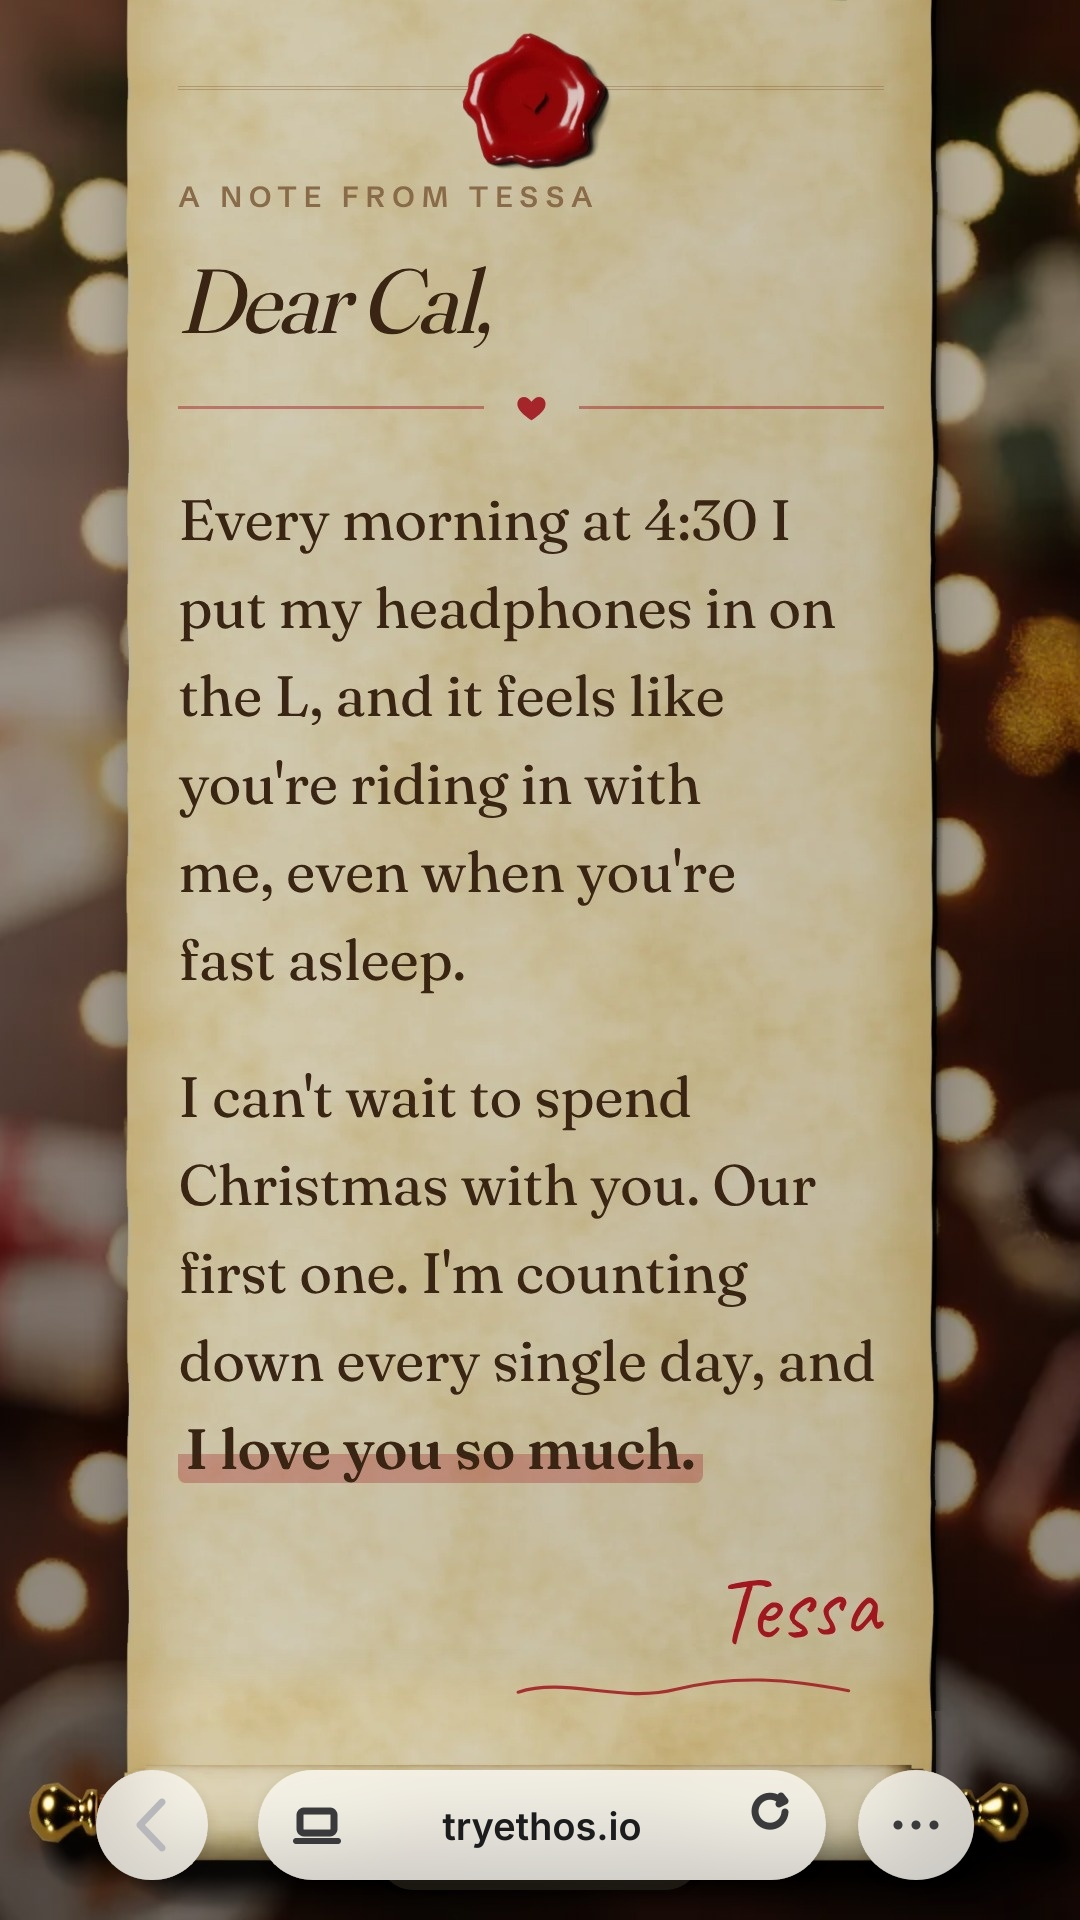 A NOTE FROM TESSA
Dear Cal,
Every morning at 4:30 I
put my headphones in on
the L, and it feels like
you're riding in with
me, even when you're
fast asleep.
I can't wait to spend
Christmas with you. Our
first one. I'm counting
down every single day, and
I love you so much.
Tessa
tryethos.io